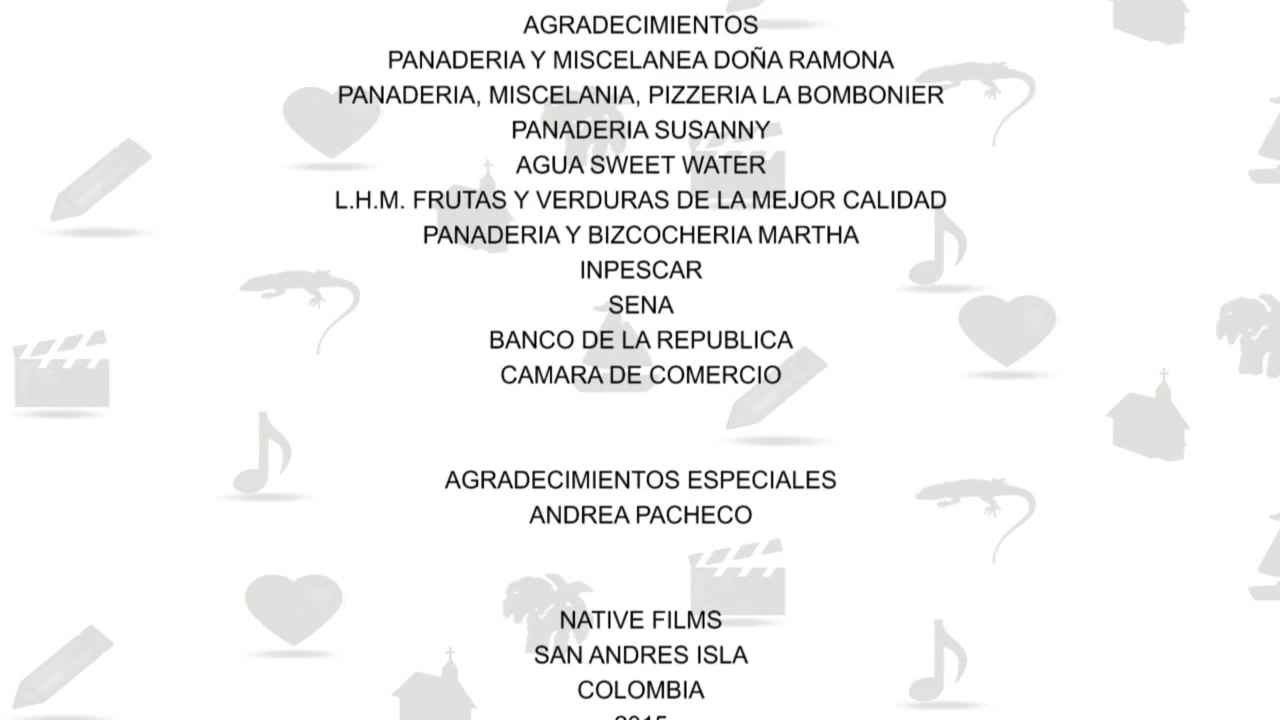 AGRADECIMIENTOS
PANADERIA Y MISCELANEA DOÑA RAMONA
PANADERIA, MISCELANIA, PIZZERIA LA BOMBONIER
PANADERIA SUSANNY
AGUA SWEET WATER
L.H.M. FRUTAS Y VERDURAS DE LA MEJOR CALIDAD
PANADERIA Y BIZCOCHERIA MARTHA
INPESCAR
SENA
BANCO DE LA REPUBLICA
CAMARA DE COMERCIO
AGRADECIMIENTOS ESPECIALES
ANDREA PACHECO
NATIVE FILMS
SAN ANDRES ISLA
COLOMBIA
2015